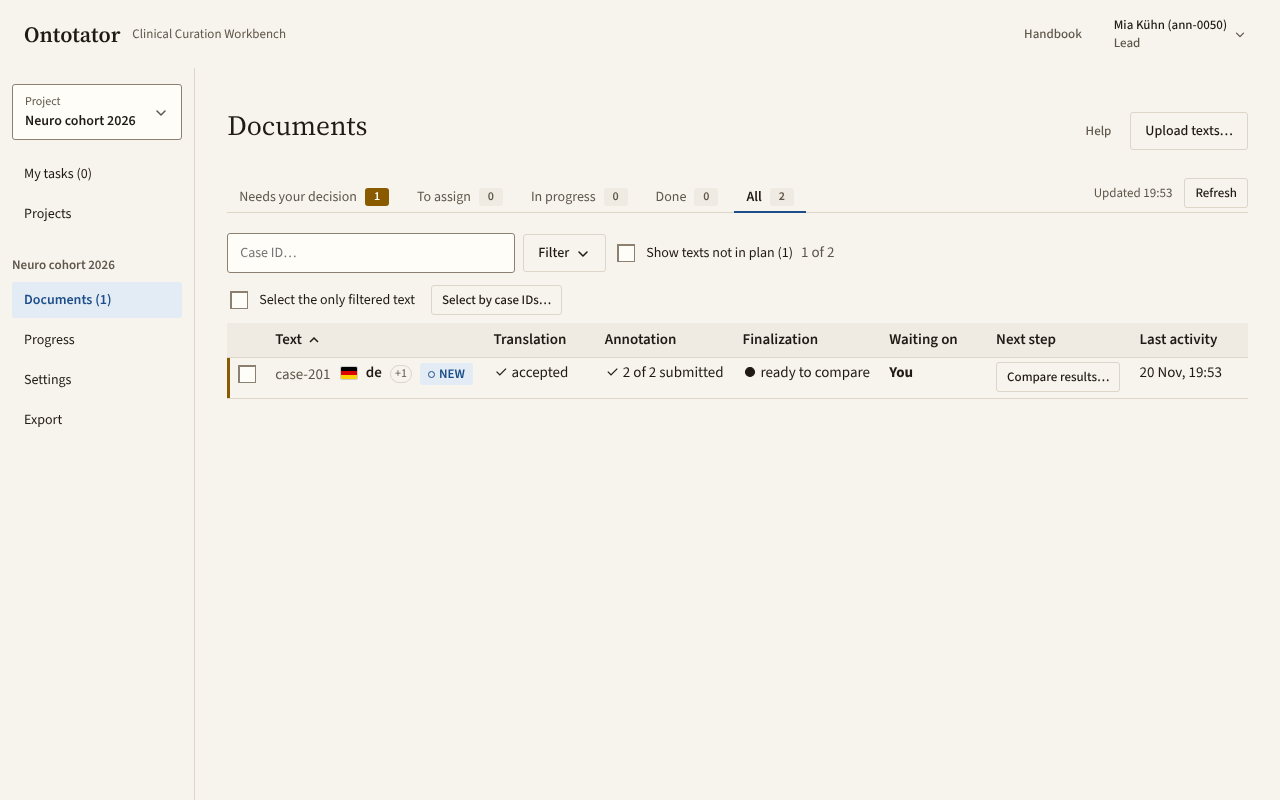 Ontotator
Clinical Curation Workbench
Handbook
Mia Kühn (ann-0050)
Lead
Project
Neuro cohort 2026
My tasks (0)
Projects
Neuro cohort 2026
Documents (1)
Progress
Settings
Export
Documents
Help
Upload texts…
Needs your decision 1
To assign 0
In progress 0
Done 0
All 2
Updated 19:53
Refresh
Case ID…
Filter
Show texts not in plan (1)
1 of 2
Select the only filtered text
Select by case IDs…
Text Translation Annotation Finalization Waiting on Next step Last activity
case-201 de +1 NEW accepted 2 of 2 submitted ready to compare You Compare results… 20 Nov, 19:53